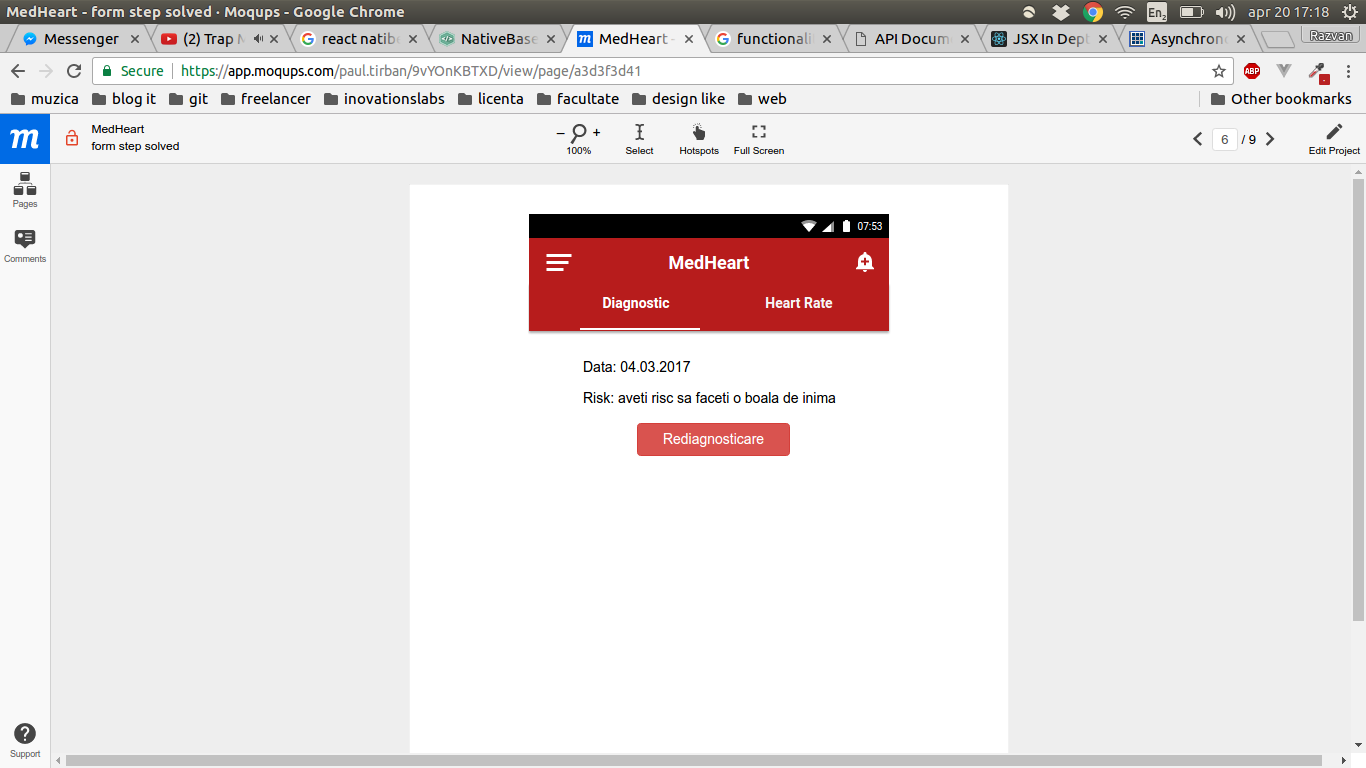 MedHeart - form step solved · Moqups - Google Chrome
En2
apr 20 17:18
Messenger
(2) Trap
react natib
NativeBase
MedHeart -
functionali
API Docum
JSX In Dept
Asynchron
Razvan
Secure
https://app.moqups.com/paul.tirban/9vYOnKBTXD/view/page/a3d3f3d41
ABP
muzica
blog it
git
freelancer
inovationslabs
licenta
facultate
design like
web
Other bookmarks
m
MedHeart
form step solved
− +
100%
Select
Hotspots
Full Screen
6 / 9
Edit Project
Pages
Comments
07:53
MedHeart
Diagnostic
Heart Rate
Data: 04.03.2017
Risk: aveti risc sa faceti o boala de inima
Rediagnosticare
?
Support